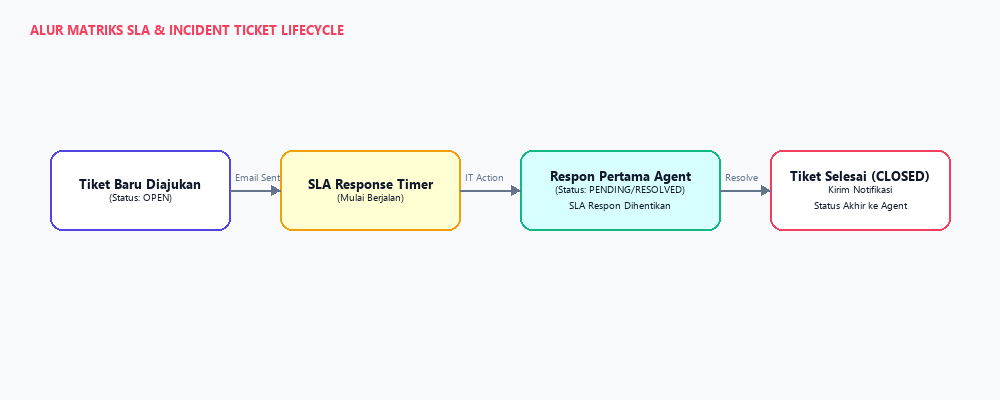 ALUR MATRIKS SLA & INCIDENT TICKET LIFECYCLE
Tiket Baru Diajukan
(Status: OPEN)
Email Sent
SLA Response Timer
(Mulai Berjalan)
IT Action
Respon Pertama Agent
(Status: PENDING/RESOLVED)
SLA Respon Dihentikan
Resolve
Tiket Selesai (CLOSED)
Kirim Notifikasi
Status Akhir ke Agent